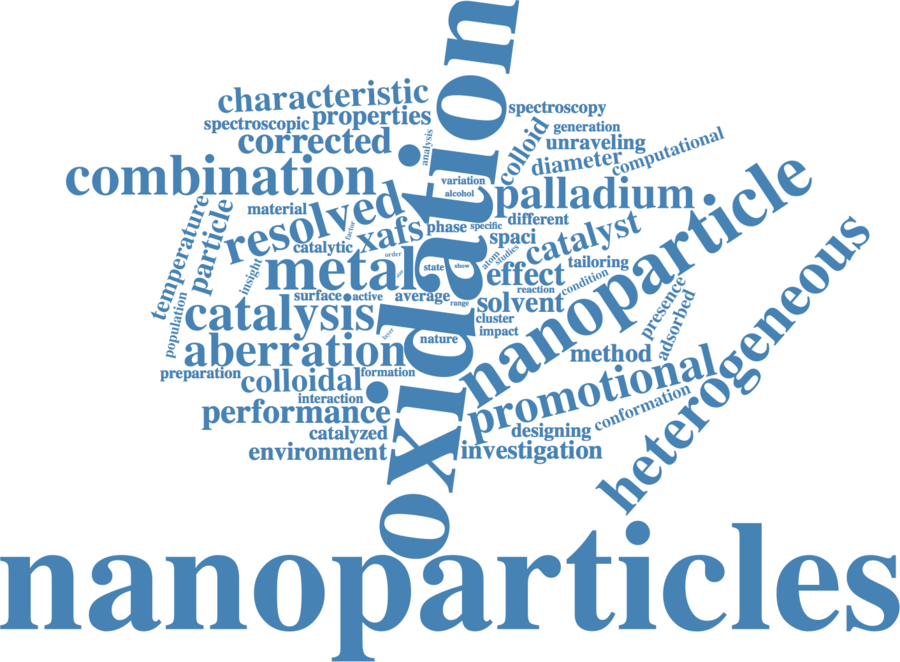 oxidation
characteristic
spectroscopic
properties
spectroscopy
corrected
analysis
colloid
generation
unraveling
diameter
computational
combination
variation
alcohol
palladium
nanoparticle
temperature
particle
material
resolved
factor
xafs
phase
specific
different
spaci
catalyst
heterogeneous
catalytic
order
metal
state
show
atom
studies
effect
tailoring
insight
population
surface
active
average
range
reaction
condition
solvent
presence
adsorbed
catalysis
cluster
impact
aberration
layer
nature
method
preparation
colloidal
formation
promotional
interaction
performance
conformation
catalyzed
designing
environment
investigation
nanoparticles